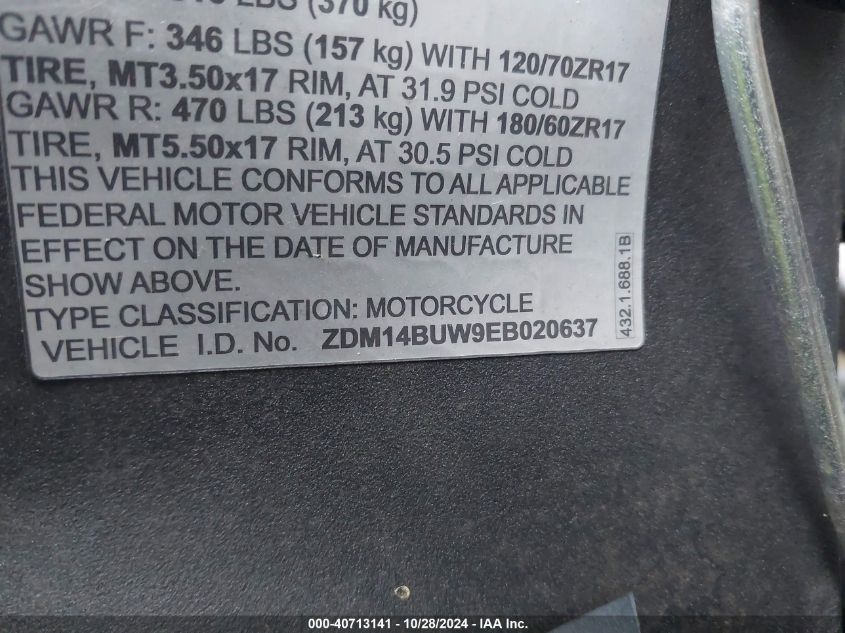 LBS (370 kg)
GAWR F: 346 LBS (157 kg) WITH 120/70ZR17
TIRE, MT3.50x17 RIM, AT 31.9 PSI COLD
GAWR R: 470 LBS (213 kg) WITH 180/60ZR17
TIRE, MT5.50x17 RIM, AT 30.5 PSI COLD
THIS VEHICLE CONFORMS TO ALL APPLICABLE
FEDERAL MOTOR VEHICLE STANDARDS IN
EFFECT ON THE DATE OF MANUFACTURE
SHOW ABOVE.
TYPE CLASSIFICATION: MOTORCYCLE
VEHICLE I.D. No. ZDM14BUW9EB020637
432.1.688.1B
000-40713141 - 10/28/2024 - IAA Inc.